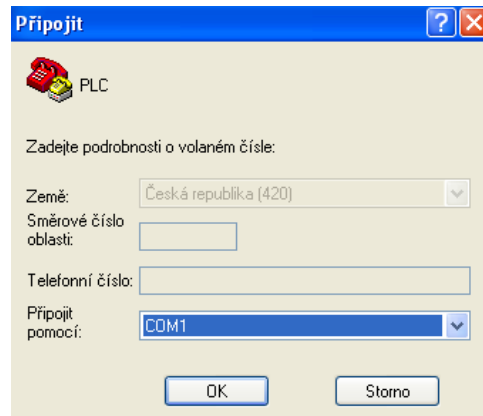 Připojit
PLC
Zadejte podrobnosti o volaném čísle:
Země:
Česká republika (420)
Směrové číslo
oblasti:
Telefonní číslo:
Připojit
pomocí:
COM1
OK
Storno